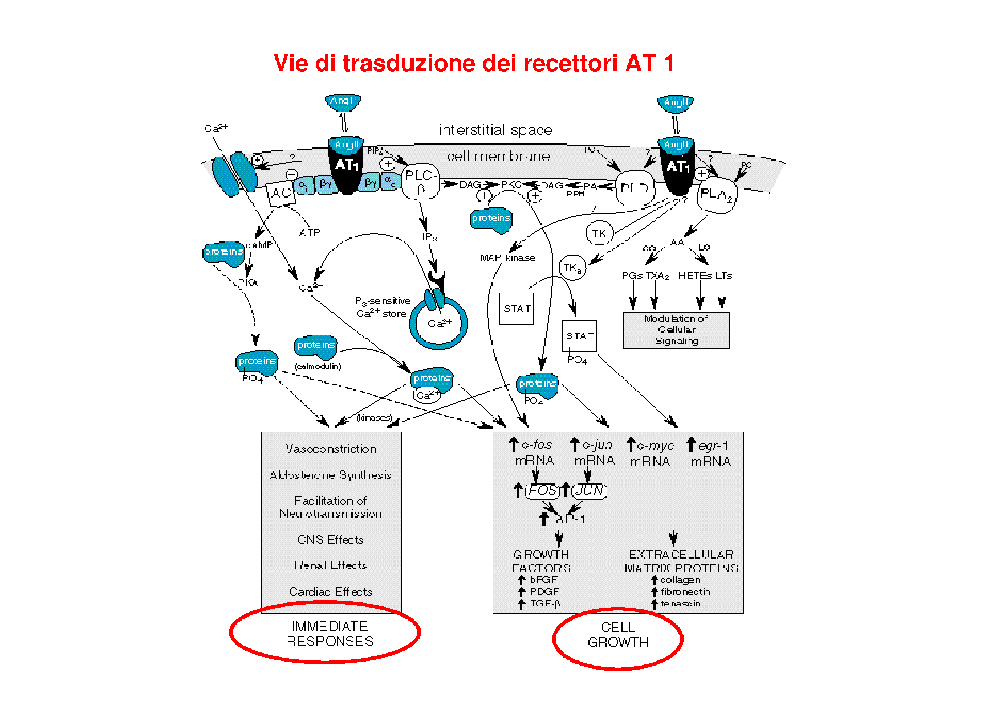 Vie di trasduzione dei recettori AT 1
AngII
AngII
Ca2+
interstitial space
AngII
AngII
cell membrane
PIP2
PC
?
?
?
PC
+
AT1
+
AT1
+
−
αi
βγ
βγ
αq
PLC-
β
DAG
PKC
DAG
PA
PPH
PLD
PLA2
AC
+
+
?
?
proteins
ATP
IP3
TKi
AA
CO
LO
cAMP
proteins
MAP kinase
TKa
PKA
Ca2+
PGs TXA2 HETEs LTs
IP3-sensitive
Ca2+ store
STAT
Ca2+
Modulation of
Cellular
Signaling
STAT
PO4
proteins
(calmodulin)
proteins
PO4
proteins
Ca2+
proteins
PO4
(kinases)
Vasoconstriction
Aldosterone Synthesis
Facilitation of
Neurotransmission
CNS Effects
Renal Effects
Cardiac Effects
IMMEDIATE
RESPONSES
c-fos c-jun c-myc egr-1
mRNA mRNA mRNA mRNA
FOS JUN
AP-1
GROWTH
FACTORS
bFGF
PDGF
TGF-β
EXTRACELLULAR
MATRIX PROTEINS
collagen
fibronectin
tenascin
CELL
GROWTH